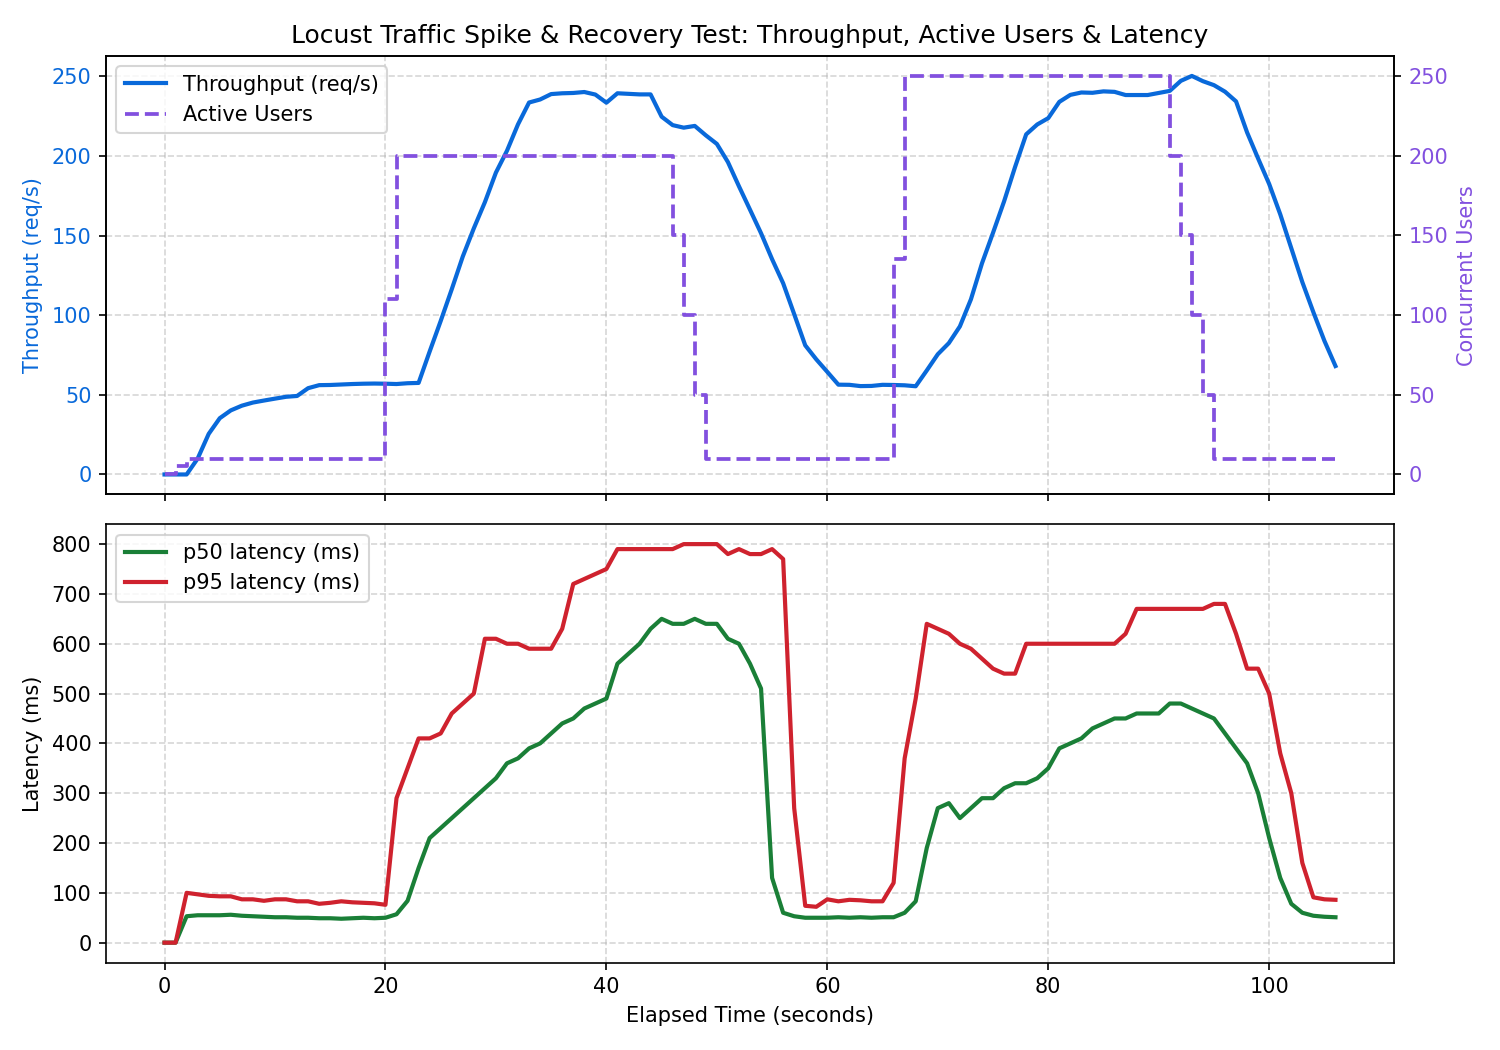 Locust Traffic Spike & Recovery Test: Throughput, Active Users & Latency
Throughput (req/s)
Active Users
250
200
150
100
50
0
Throughput (req/s)
250
200
150
100
50
0
Concurrent Users
p50 latency (ms)
p95 latency (ms)
800
700
600
500
400
300
200
100
0
Latency (ms)
0 20 40 60 80 100
Elapsed Time (seconds)